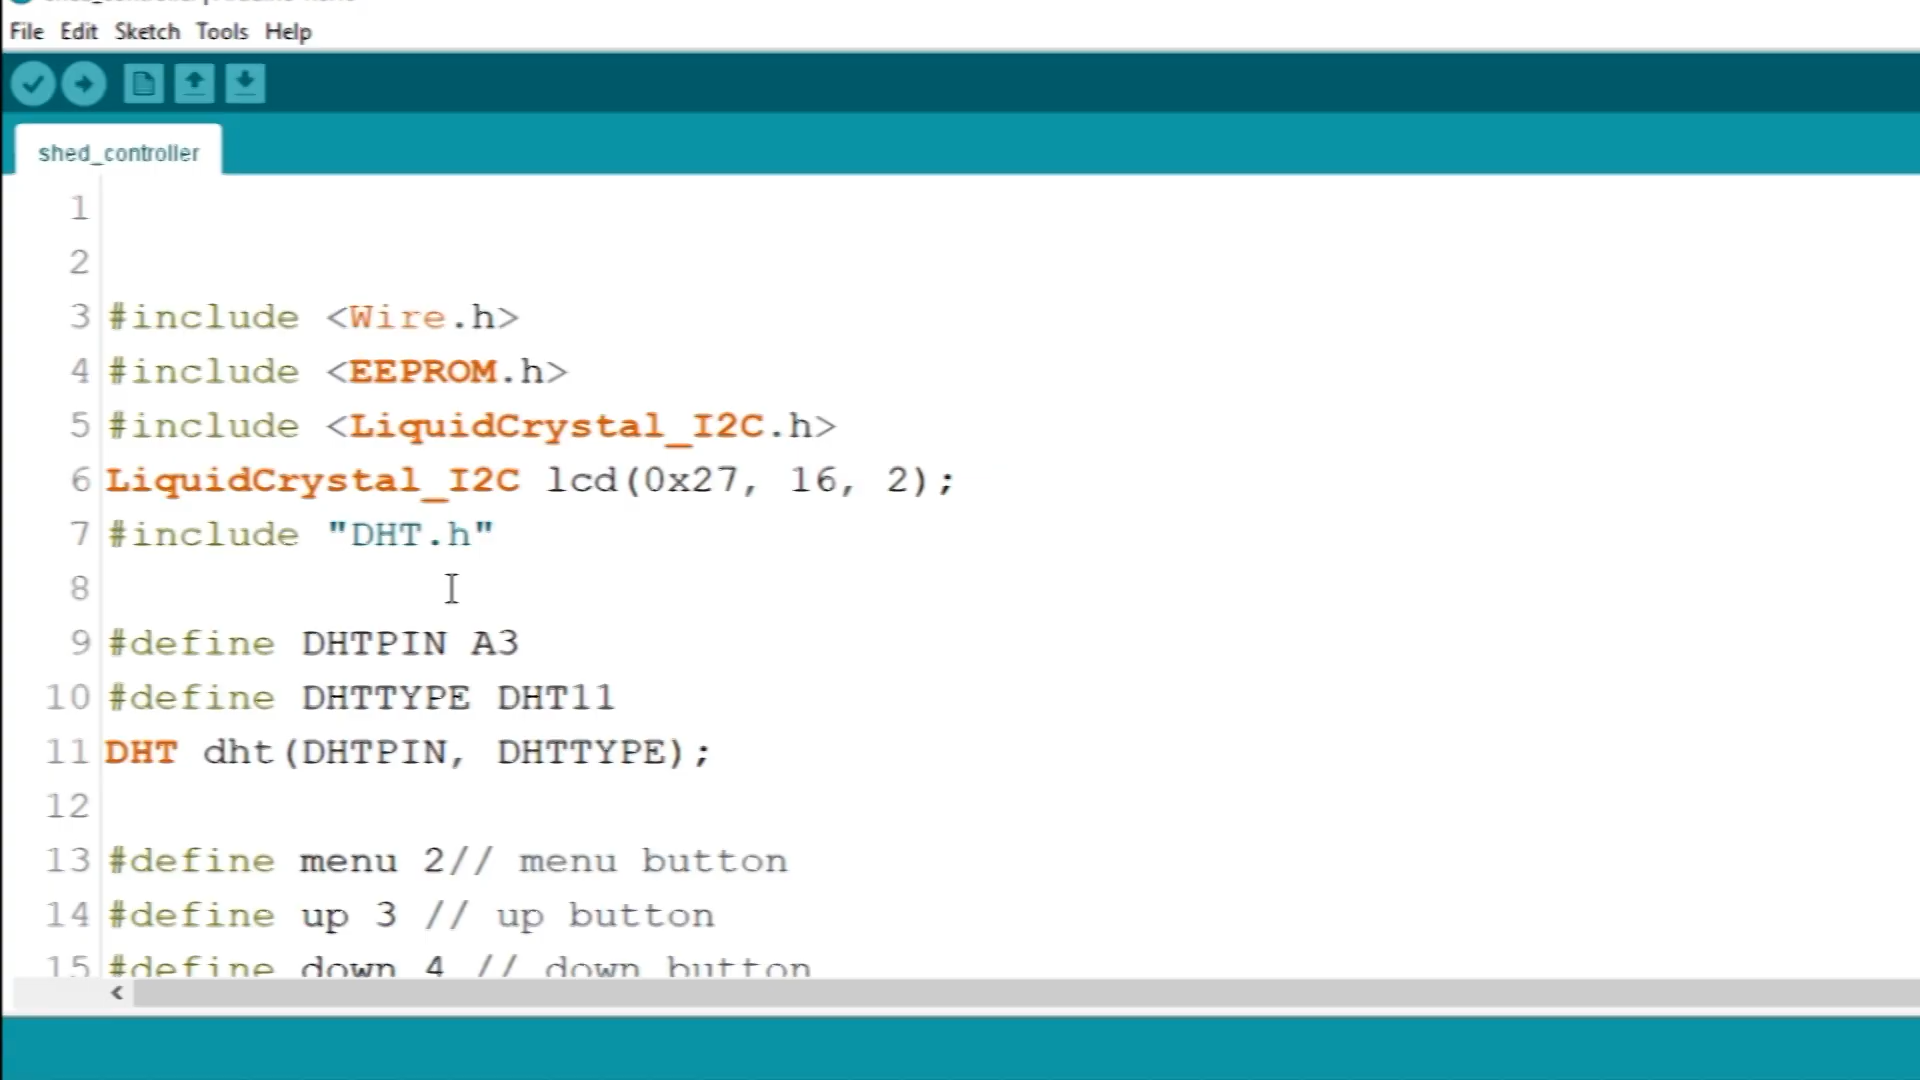 File Edit Sketch Tools Help
shed_controller
1
2
3 #include <Wire.h>
4 #include <EEPROM.h>
5 #include <LiquidCrystal_I2C.h>
6 LiquidCrystal_I2C lcd(0x27, 16, 2);
7 #include "DHT.h"
8
9 #define DHTPIN A3
10 #define DHTTYPE DHT11
11 DHT dht(DHTPIN, DHTTYPE);
12
13 #define menu 2// menu button
14 #define up 3 // up button
15 #define down 4 // down button